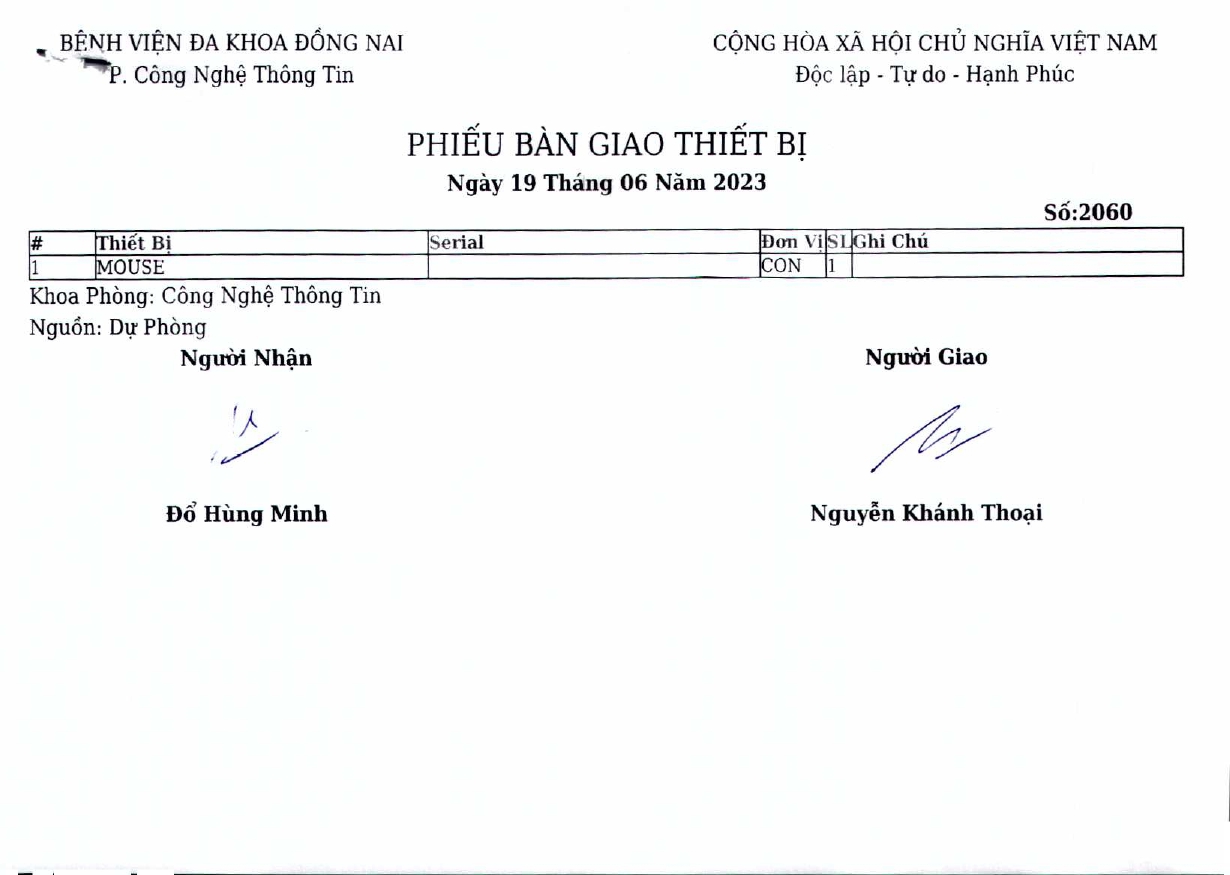 BỆNH VIỆN ĐA KHOA ĐỒNG NAI
P. Công Nghệ Thông Tin
CỘNG HÒA XÃ HỘI CHỦ NGHĨA VIỆT NAM
Độc lập - Tự do - Hạnh Phúc
PHIẾU BÀN GIAO THIẾT BỊ
Ngày 19 Tháng 06 Năm 2023
Số:2060
# Thiết Bị Serial Đơn Vị SL Ghi Chú
1 MOUSE CON 1
Khoa Phòng: Công Nghệ Thông Tin
Nguồn: Dự Phòng
Người Nhận Người Giao
Đổ Hùng Minh Nguyễn Khánh Thoại